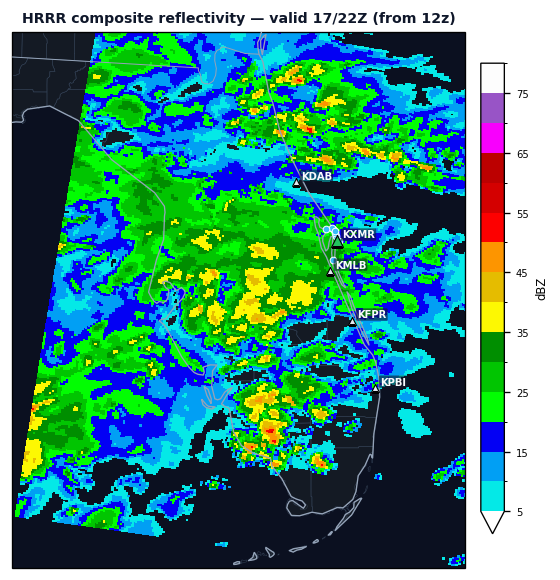 HRRR composite reflectivity — valid 17/22Z (from 12z)
KDAB
KXMR
KMLB
KFPR
KPBI
75
65
55
45
35
25
15
5
dBZ